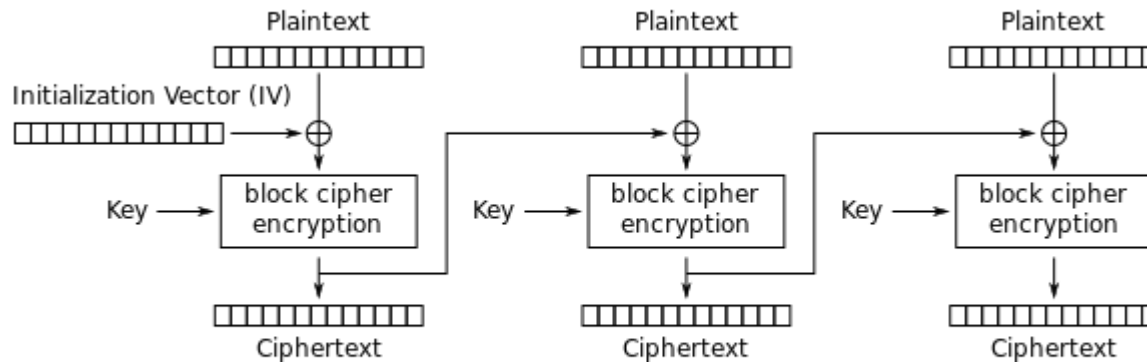 Plaintext
Plaintext
Plaintext
Initialization Vector (IV)
Key
block cipher
encryption
Key
block cipher
encryption
Key
block cipher
encryption
Ciphertext
Ciphertext
Ciphertext